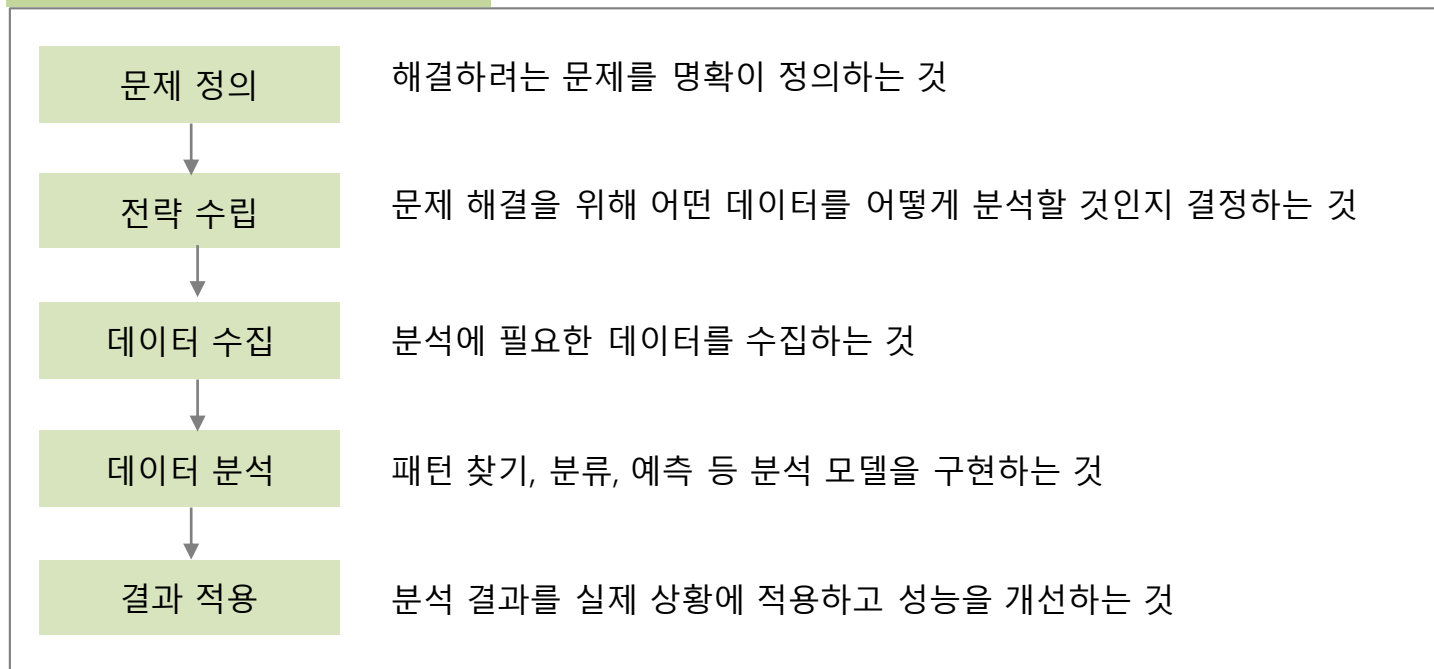 문제 정의
해결하려는 문제를 명확이 정의하는 것
전략 수립
문제 해결을 위해 어떤 데이터를 어떻게 분석할 것인지 결정하는 것
데이터 수집
분석에 필요한 데이터를 수집하는 것
데이터 분석
패턴 찾기, 분류, 예측 등 분석 모델을 구현하는 것
결과 적용
분석 결과를 실제 상황에 적용하고 성능을 개선하는 것